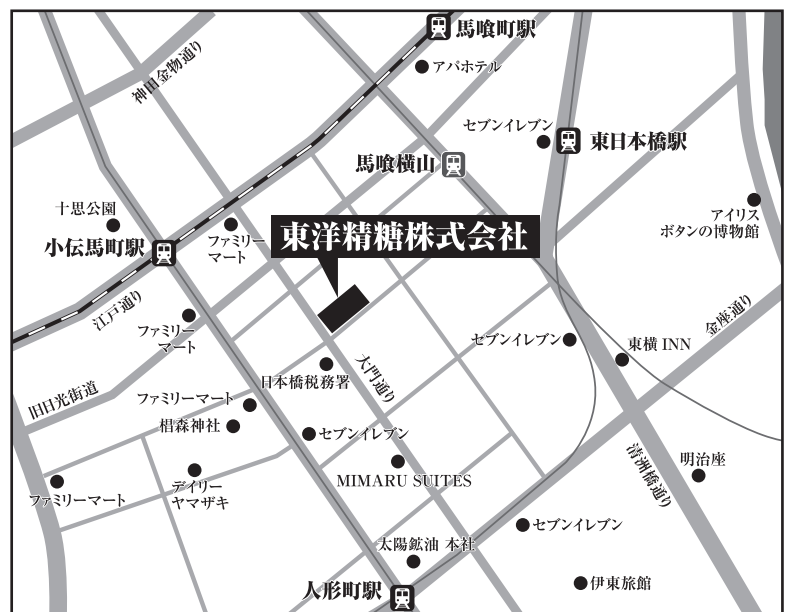 馬喰町駅
アパホテル
神田金物通り
セブンイレブン
東日本橋駅
馬喰横山
十思公園
アイリス
ボタンの博物館
小伝馬町駅
ファミリー
マート
東洋精糖株式会社
江戸通り
ファミリー
マート
金座通り
セブンイレブン
東横 INN
日本橋税務署
大門通り
旧日光街道
ファミリーマート
椙森神社
セブンイレブン
清洲橋通り
明治座
ファミリーマート
デイリー
ヤマザキ
MIMARU SUITES
セブンイレブン
太陽鉱油 本社
人形町駅
伊東旅館